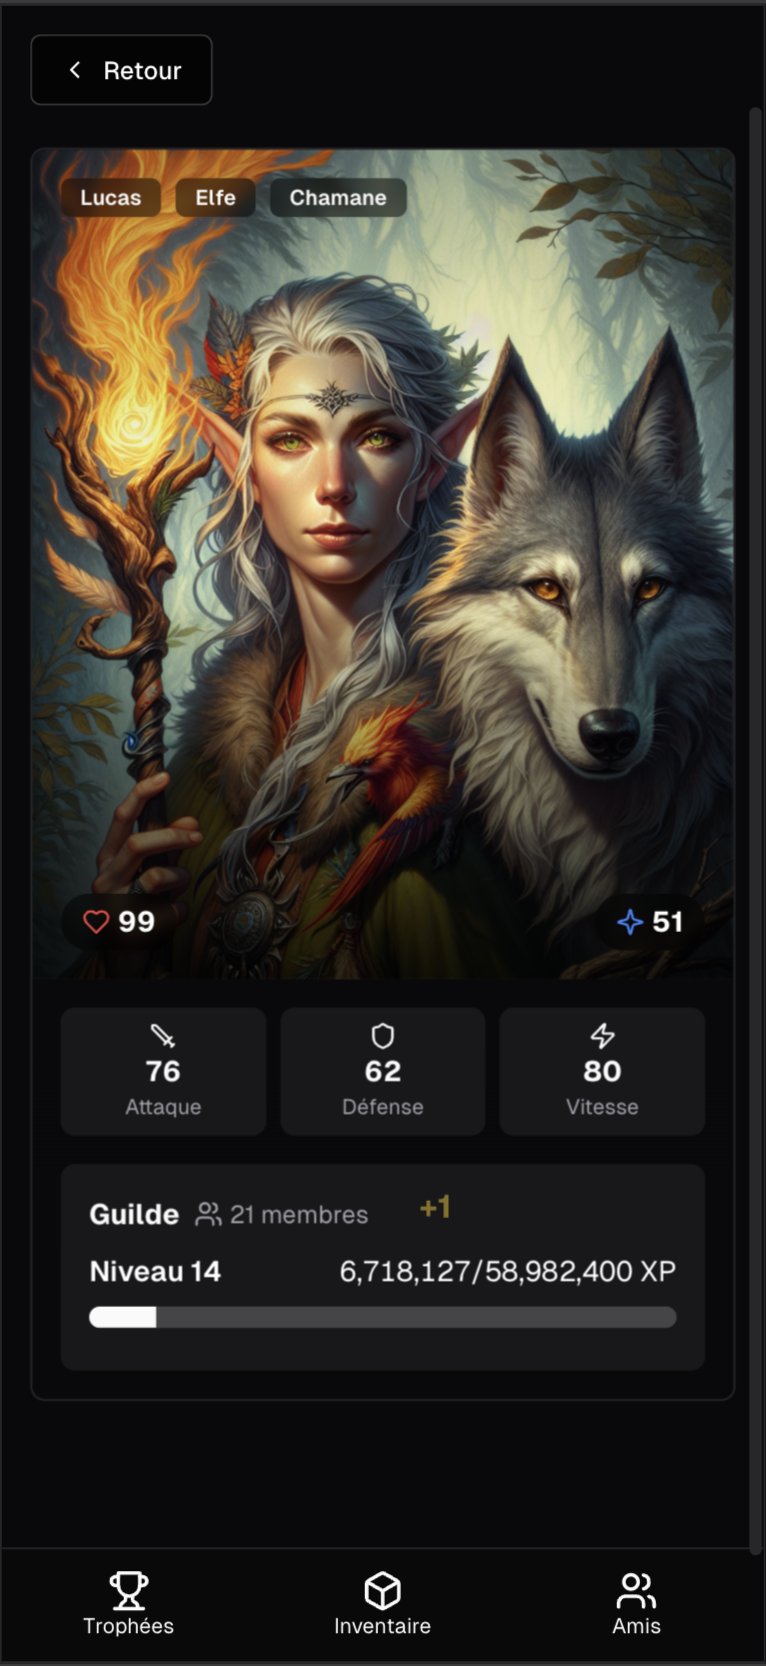 Retour
Lucas Elfe Chamane
99 51
76 62 80
Attaque Défense Vitesse
Guilde 21 membres +1
Niveau 14 6,718,127/58,982,400 XP
Trophées Inventaire Amis